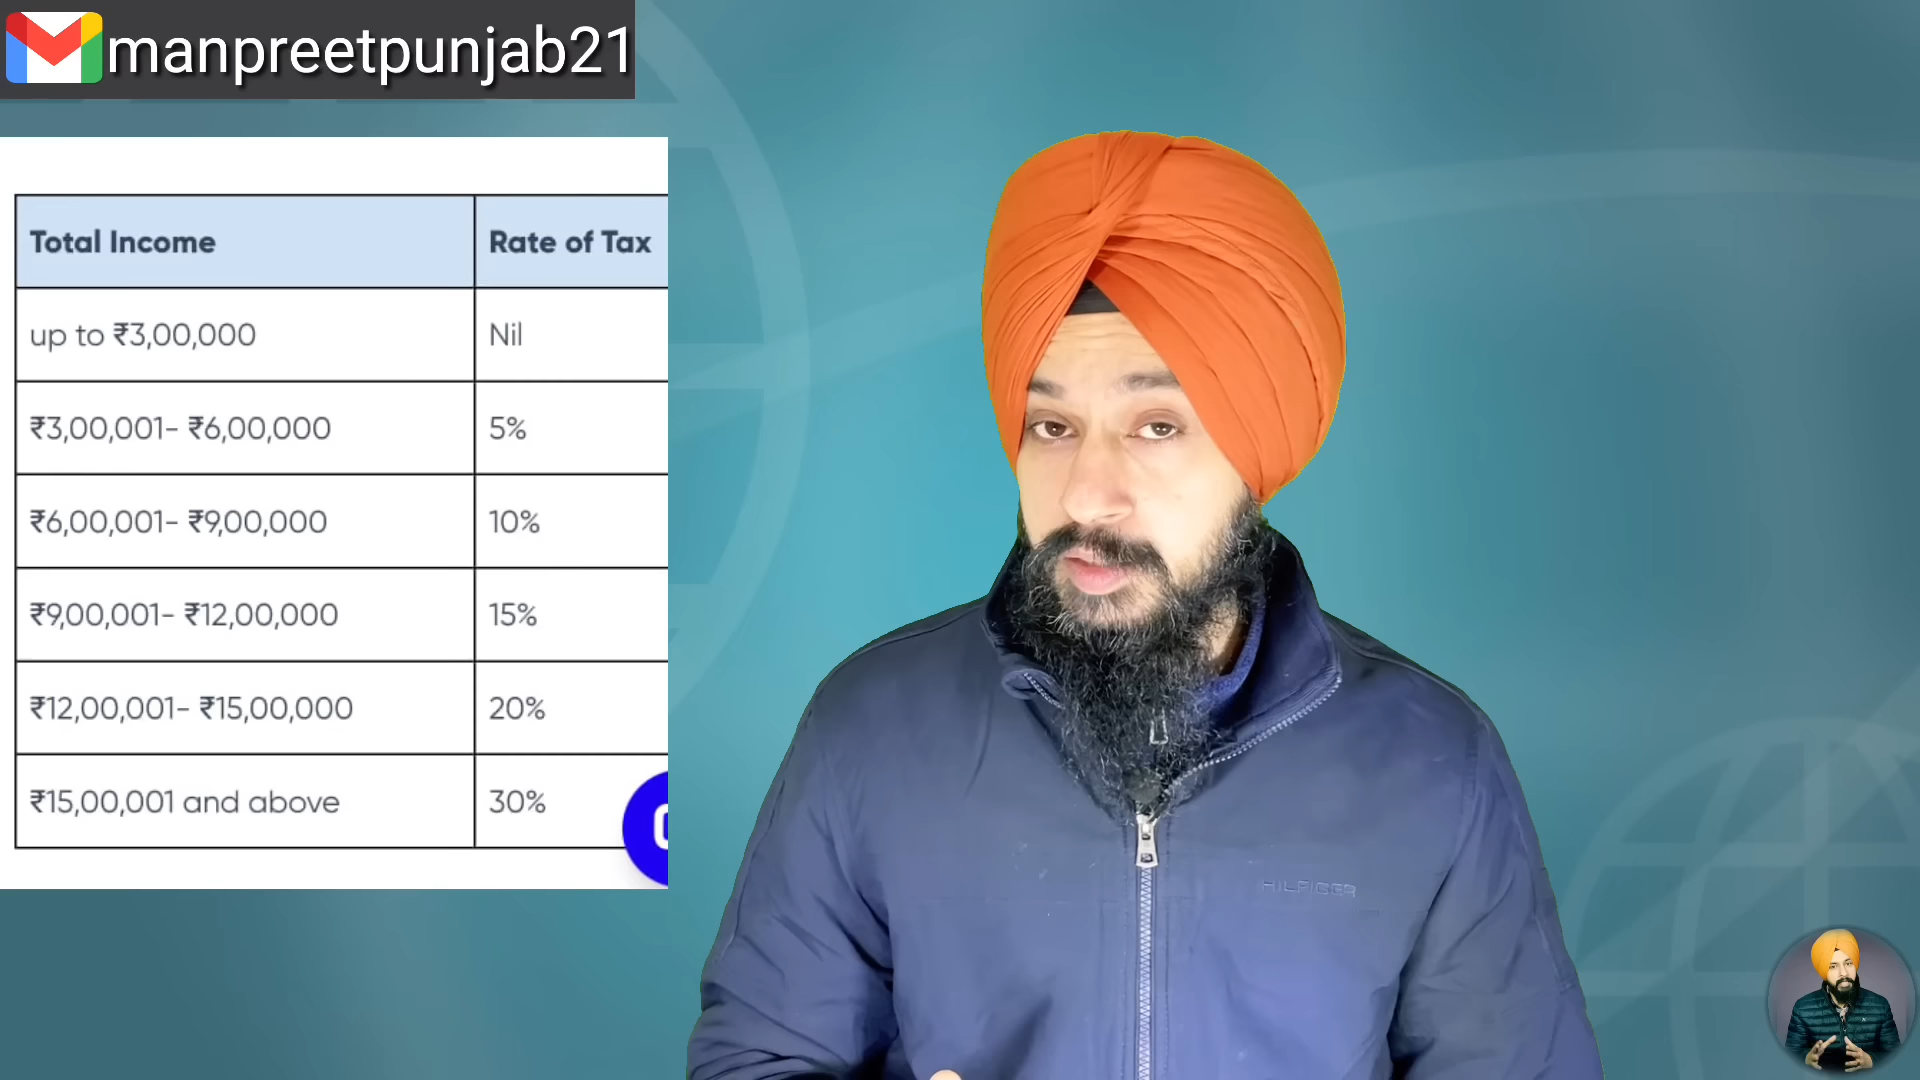 manpreetpunjab21
Total Income Rate of Tax
up to ₹3,00,000 Nil
₹3,00,001- ₹6,00,000 5%
₹6,00,001- ₹9,00,000 10%
₹9,00,001- ₹12,00,000 15%
₹12,00,001- ₹15,00,000 20%
₹15,00,001 and above 30%
HILFIGER